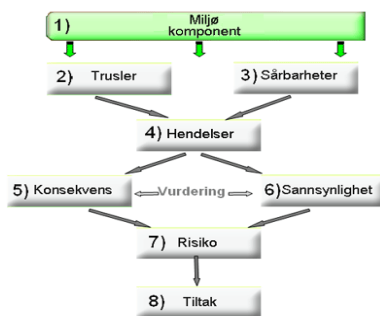 1) Miljø
komponent
2) Trusler
3) Sårbarheter
4) Hendelser
5) Konsekvens
Vurdering
6) Sannsynlighet
7) Risiko
8) Tiltak